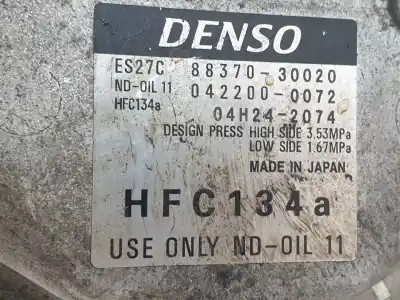 DENSO
ES27C 88370-30020
ND-OIL 11 042200-0072
HFC134a 04H24-2074
DESIGN PRESS HIGH SIDE 3.53MPa
LOW SIDE 1.67MPa
MADE IN JAPAN
HFC134a
USE ONLY ND-OIL 11